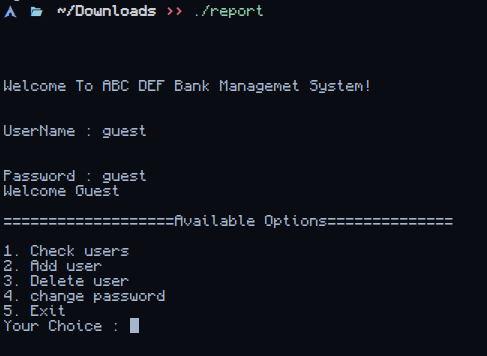 ~/Downloads >> ./report
Welcome To ABC DEF Bank Managemet System!
UserName : guest
Password : guest
Welcome Guest
===================Available Options==============
1. Check users
2. Add user
3. Delete user
4. change password
5. Exit
Your Choice :